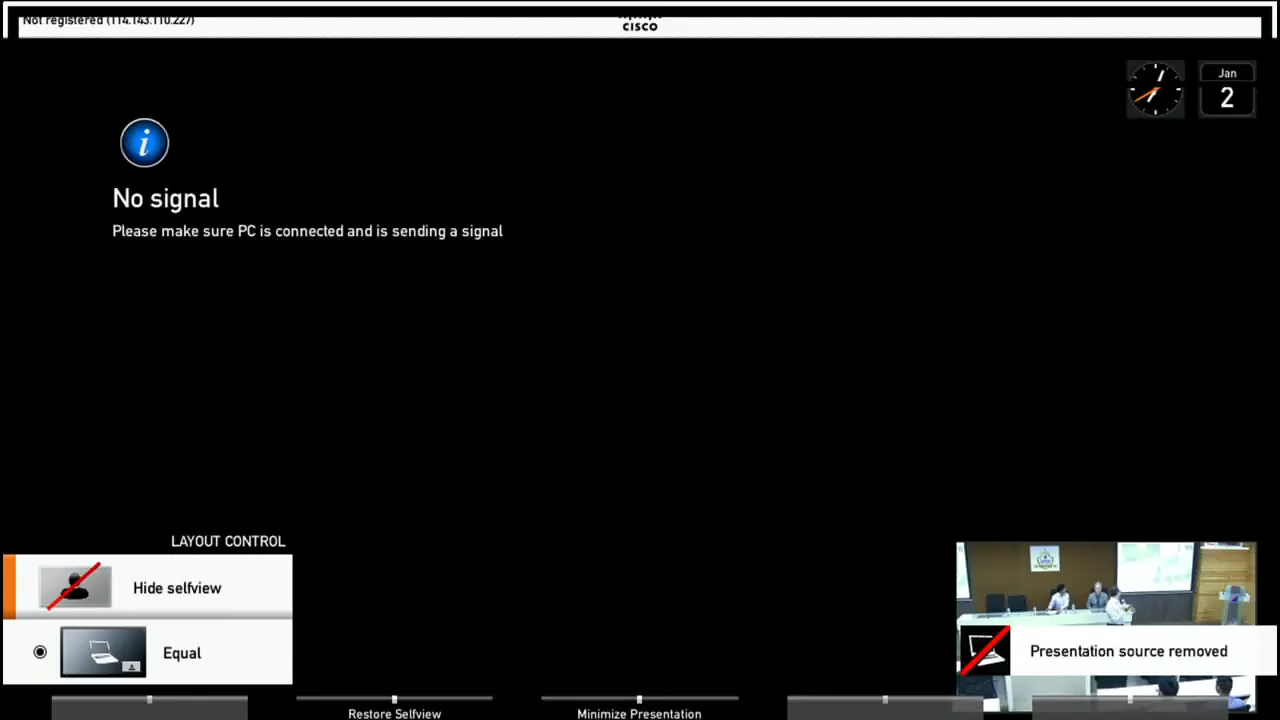 Not registered (114.143.110.227)
CISCO
Jan
2
No signal
Please make sure PC is connected and is sending a signal
LAYOUT CONTROL
Hide selfview
Equal
Presentation source removed
Restore Selfview
Minimize Presentation